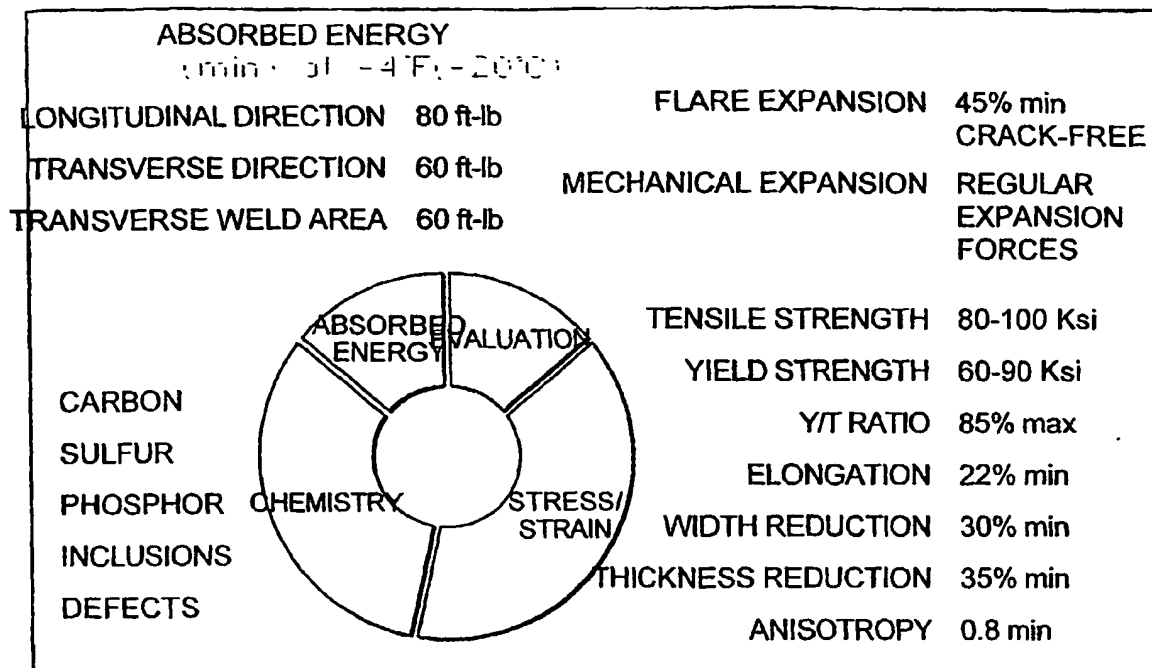 ABSORBED ENERGY
LONGITUDINAL DIRECTION 80 ft-lb
TRANSVERSE DIRECTION 60 ft-lb
TRANSVERSE WELD AREA 60 ft-lb
FLARE EXPANSION 45% min
CRACK-FREE
MECHANICAL EXPANSION REGULAR
EXPANSION
FORCES
ABSORBED
ENERGY
EVALUATION
CHEMISTRY
STRESS/
STRAIN
CARBON
SULFUR
PHOSPHOR
INCLUSIONS
DEFECTS
TENSILE STRENGTH 80-100 Ksi
YIELD STRENGTH 60-90 Ksi
Y/T RATIO 85% max
ELONGATION 22% min
WIDTH REDUCTION 30% min
THICKNESS REDUCTION 35% min
ANISOTROPY 0.8 min